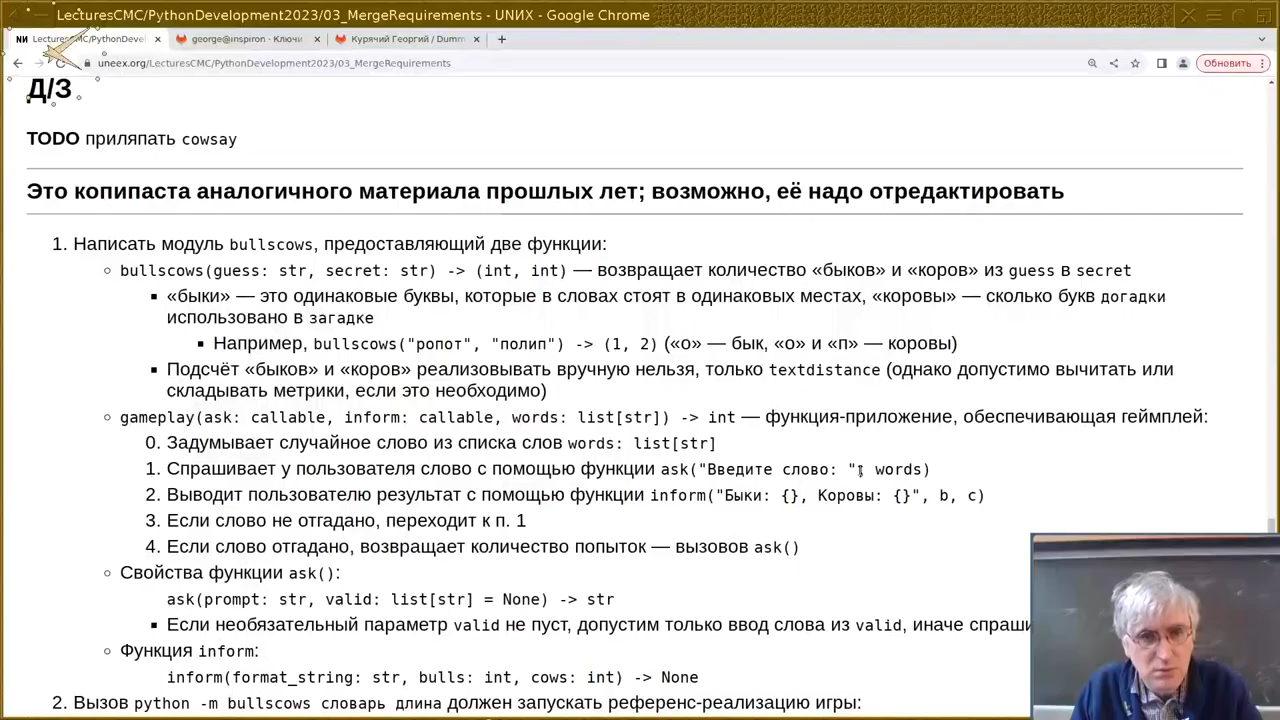 LecturesCMC/PythonDevelopment2023/03_MergeRequirements - UNИX - Google Chrome
LecturesCMC/PythonDevel
george@inspiron · Ключи
Курячий Георгий / Dumm
uneex.org/LecturesCMC/PythonDevelopment2023/03_MergeRequirements
Обновить
Д/З
TODO приляпать cowsay
Это копипаста аналогичного материала прошлых лет; возможно, её надо отредактировать
1. Написать модуль bullscows, предоставляющий две функции:
bullscows(guess: str, secret: str) -> (int, int) — возвращает количество «быков» и «коров» из guess в secret
«быки» — это одинаковые буквы, которые в словах стоят в одинаковых местах, «коровы» — сколько букв догадки
использовано в загадке
Например, bullscows("ропот", "полип") -> (1, 2) («о» — бык, «о» и «п» — коровы)
Подсчёт «быков» и «коров» реализовывать вручную нельзя, только textdistance (однако допустимо вычитать или
складывать метрики, если это необходимо)
gameplay(ask: callable, inform: callable, words: list[str]) -> int — функция-приложение, обеспечивающая геймплей:
0. Задумывает случайное слово из списка слов words: list[str]
1. Спрашивает у пользователя слово с помощью функции ask("Введите слово: ", words)
2. Выводит пользователю результат с помощью функции inform("Быки: {}, Коровы: {}", b, c)
3. Если слово не отгадано, переходит к п. 1
4. Если слово отгадано, возвращает количество попыток — вызовов ask()
Свойства функции ask():
ask(prompt: str, valid: list[str] = None) -> str
Если необязательный параметр valid не пуст, допустим только ввод слова из valid, иначе спраши
Функция inform:
inform(format_string: str, bulls: int, cows: int) -> None
2. Вызов python -m bullscows словарь длина должен запускать референс-реализацию игры: